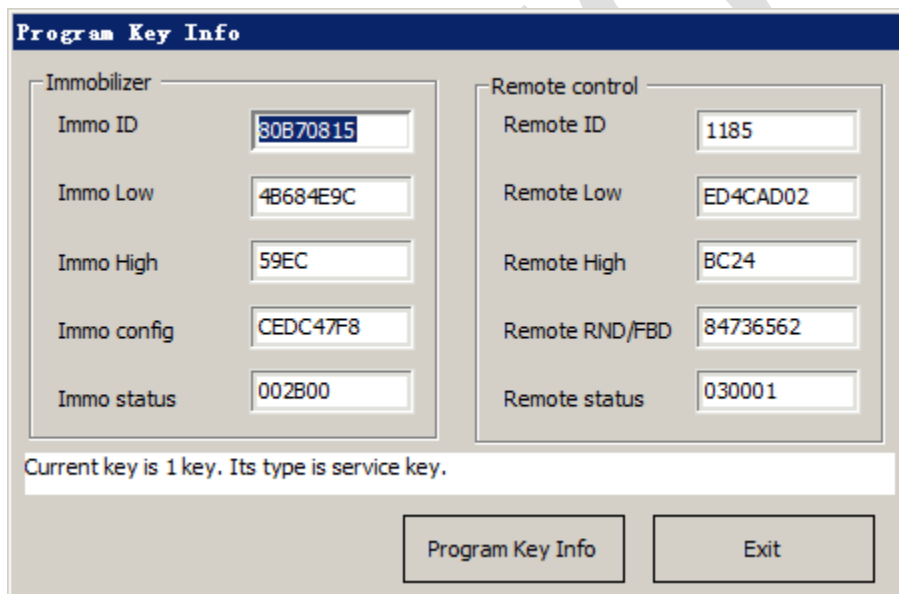 Program Key Info
Immobilizer
Immo ID 80B70815
Immo Low 4B684E9C
Immo High 59EC
Immo config CEDC47F8
Immo status 002B00
Remote control
Remote ID 1185
Remote Low ED4CAD02
Remote High BC24
Remote RND/FBD 84736562
Remote status 030001
Current key is 1 key. Its type is service key.
Program Key Info
Exit